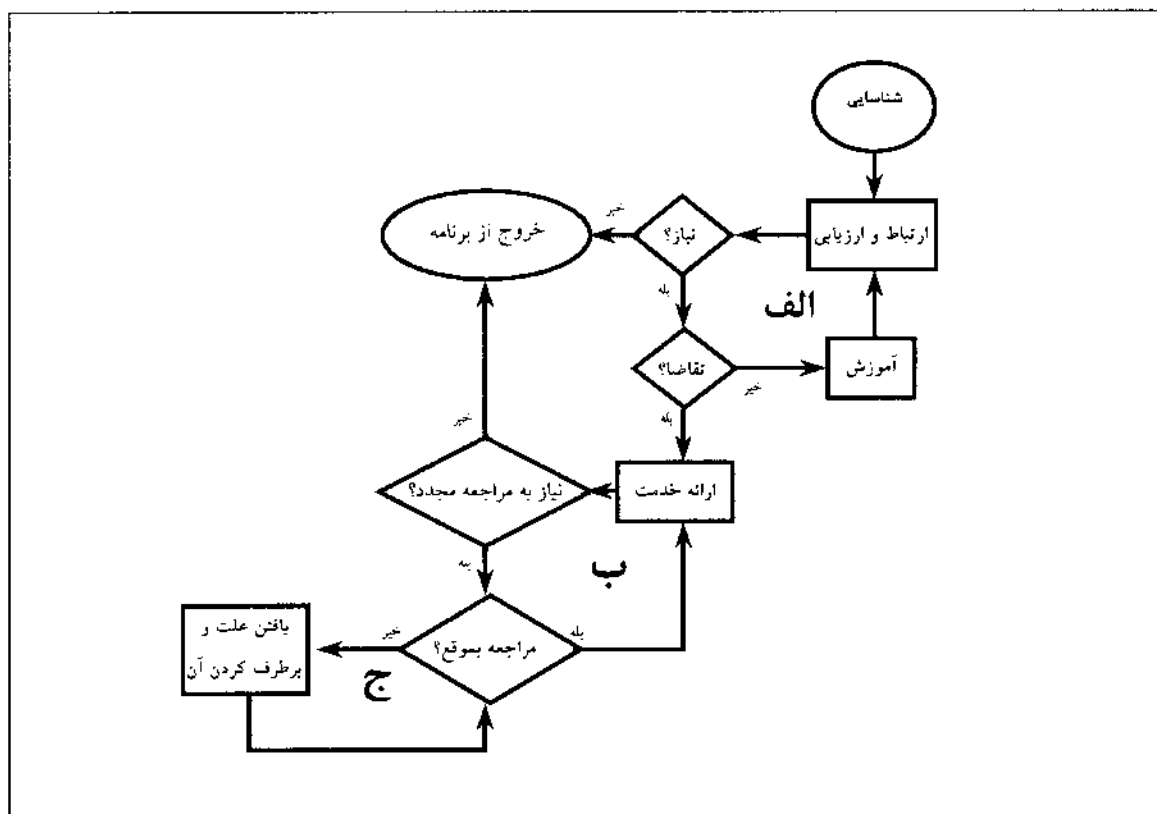 شناسایی
ارتباط و ارزیابی
نیاز؟
خیر
خروج از برنامه
بله
الف
تقاضا؟
خیر
آموزش
بله
ارائه خدمت
نیاز به مراجعه مجدد؟
خیر
بله
ب
مراجعه بموقع؟
بله
خیر
ج
یافتن علت و
برطرف کردن آن